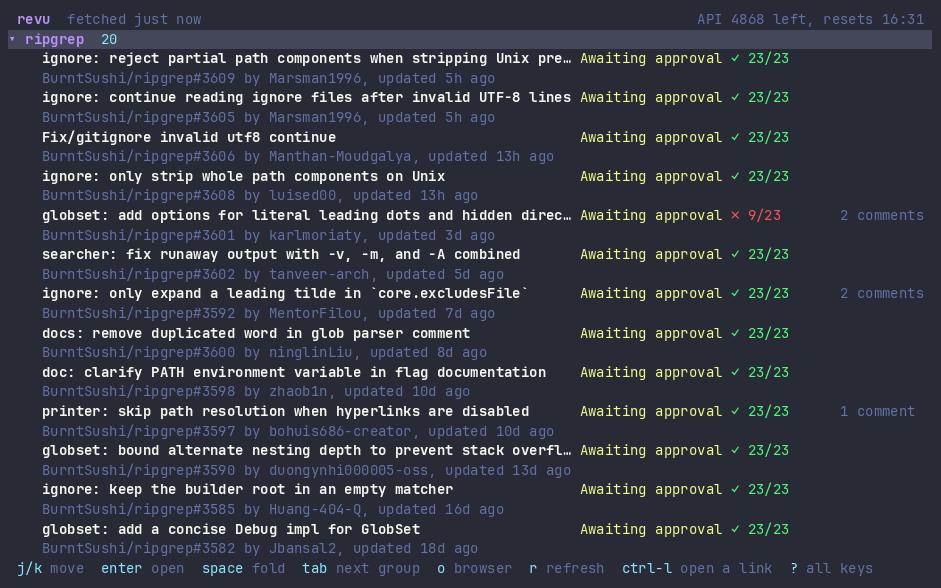 revu fetched just now API 4868 left, resets 16:31
▾ ripgrep 20
ignore: reject partial path components when stripping Unix pre… Awaiting approval ✓ 23/23
BurntSushi/ripgrep#3609 by Marsman1996, updated 5h ago
ignore: continue reading ignore files after invalid UTF-8 lines Awaiting approval ✓ 23/23
BurntSushi/ripgrep#3605 by Marsman1996, updated 5h ago
Fix/gitignore invalid utf8 continue Awaiting approval ✓ 23/23
BurntSushi/ripgrep#3606 by Manthan-Moudgalya, updated 13h ago
ignore: only strip whole path components on Unix Awaiting approval ✓ 23/23
BurntSushi/ripgrep#3608 by luised00, updated 13h ago
globset: add options for literal leading dots and hidden direc… Awaiting approval ✕ 9/23 2 comments
BurntSushi/ripgrep#3601 by karlmoriaty, updated 3d ago
searcher: fix runaway output with -v, -m, and -A combined Awaiting approval ✓ 23/23
BurntSushi/ripgrep#3602 by tanveer-arch, updated 5d ago
ignore: only expand a leading tilde in `core.excludesFile` Awaiting approval ✓ 23/23 2 comments
BurntSushi/ripgrep#3592 by MentorFilou, updated 7d ago
docs: remove duplicated word in glob parser comment Awaiting approval ✓ 23/23
BurntSushi/ripgrep#3600 by ninglinLiu, updated 8d ago
doc: clarify PATH environment variable in flag documentation Awaiting approval ✓ 23/23
BurntSushi/ripgrep#3598 by zhaob1n, updated 10d ago
printer: skip path resolution when hyperlinks are disabled Awaiting approval ✓ 23/23 1 comment
BurntSushi/ripgrep#3597 by bohuis686-creator, updated 10d ago
globset: bound alternate nesting depth to prevent stack overfl… Awaiting approval ✓ 23/23
BurntSushi/ripgrep#3590 by duongynhi000005-oss, updated 13d ago
ignore: keep the builder root in an empty matcher Awaiting approval ✓ 23/23
BurntSushi/ripgrep#3585 by Huang-404-Q, updated 16d ago
globset: add a concise Debug impl for GlobSet Awaiting approval ✓ 23/23
BurntSushi/ripgrep#3582 by Jbansal2, updated 18d ago
j/k move enter open space fold tab next group o browser r refresh ctrl-l open a link ? all keys